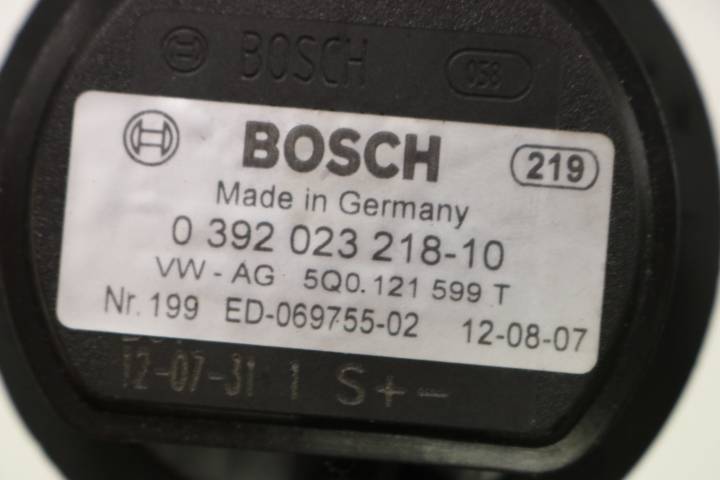 BOSCH 058
BOSCH 219
Made in Germany
0 392 023 218-10
VW - AG 5Q0.121 599 T
Nr. 199 ED-069755-02 12-08-07
12-07-31 1 S + -